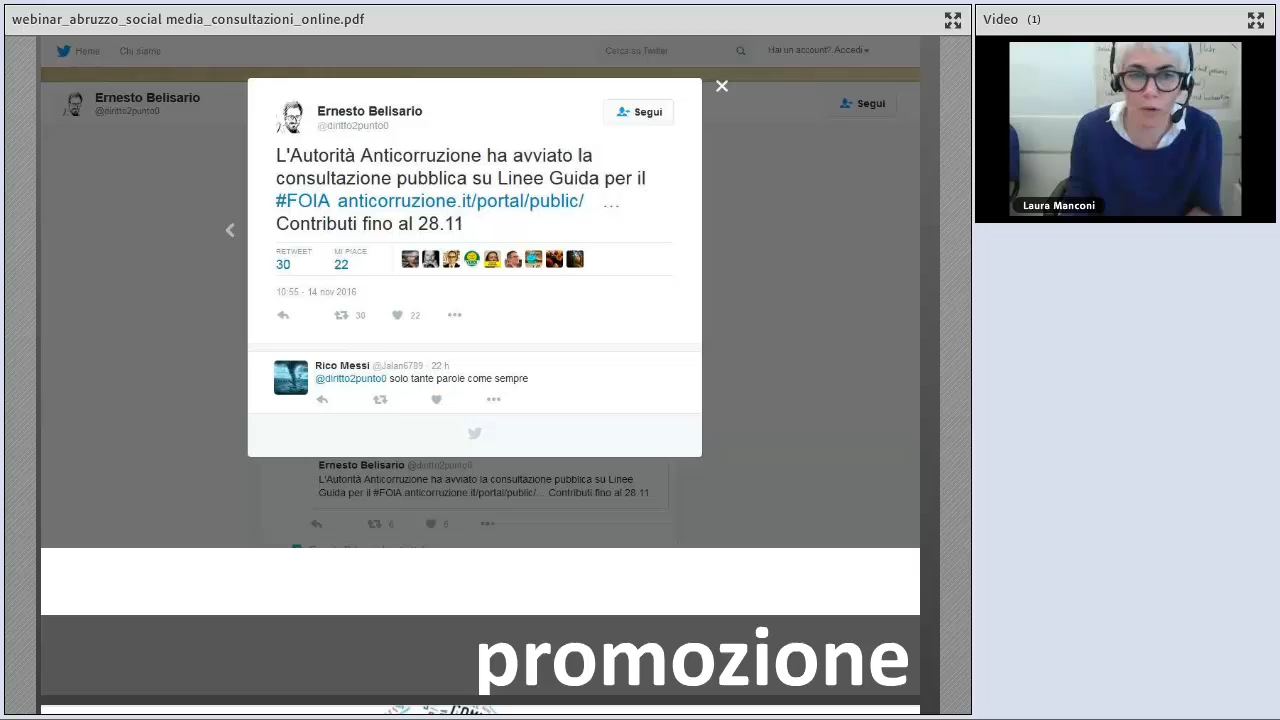 webinar_abruzzo_social media_consultazioni_online.pdf
Video (1)
Home Chi siamo
Cerca su Twitter
Hai un account? Accedi
Ernesto Belisario
@diritto2punto0
Segui
Ernesto Belisario
@diritto2punto0
Segui
L'Autorità Anticorruzione ha avviato la
consultazione pubblica su Linee Guida per il
#FOIA anticorruzione.it/portal/public/ …
Contributi fino al 28.11
RETWEET MI PIACE
30 22
10:55 - 14 nov 2016
30 22
Rico Messi @Jalan6789 · 22 h
@diritto2punto0 solo tante parole come sempre
Ernesto Belisario @diritto2punto0
L'Autorità Anticorruzione ha avviato la consultazione pubblica su Linee
Guida per il #FOIA anticorruzione.it/portal/public/... Contributi fino al 28.11
6 6
promozione
Laura Manconi